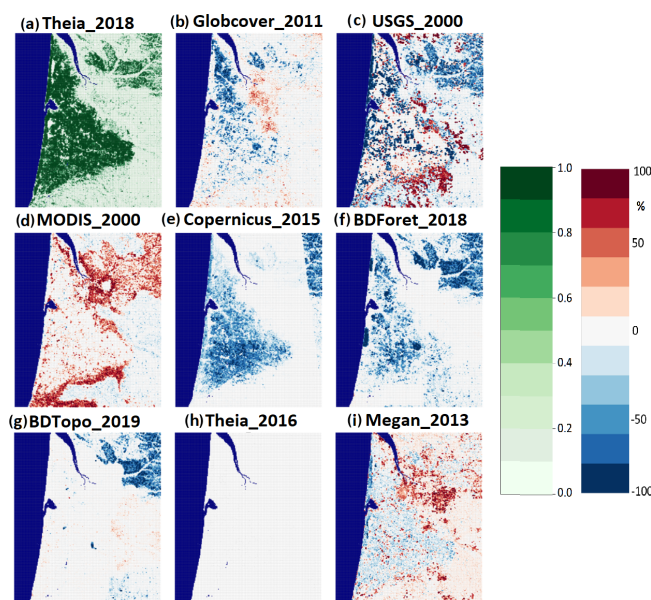 (a) Theia_2018
(b) Globcover_2011
(c) USGS_2000
(d) MODIS_2000
(e) Copernicus_2015
(f) BDForet_2018
(g) BDTopo_2019
(h) Theia_2016
(i) Megan_2013
1.0
0.8
0.6
0.4
0.2
0.0
100
%
50
0
-50
-100